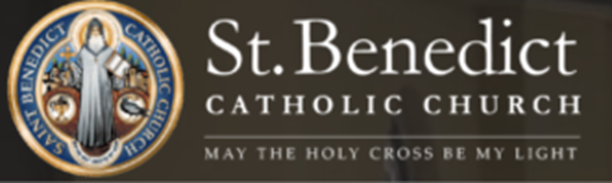 SAINT BENEDICT CATHOLIC CHURCH
St. Benedict
CATHOLIC CHURCH
MAY THE HOLY CROSS BE MY LIGHT